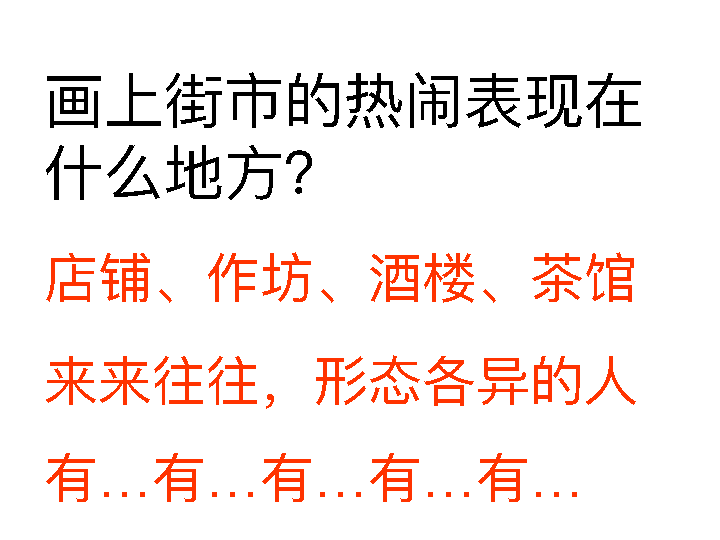 画上街市的热闹表现在
什么地方?
店铺、作坊、酒楼、茶馆
来来往往，形态各异的人
有…有…有…有…有…